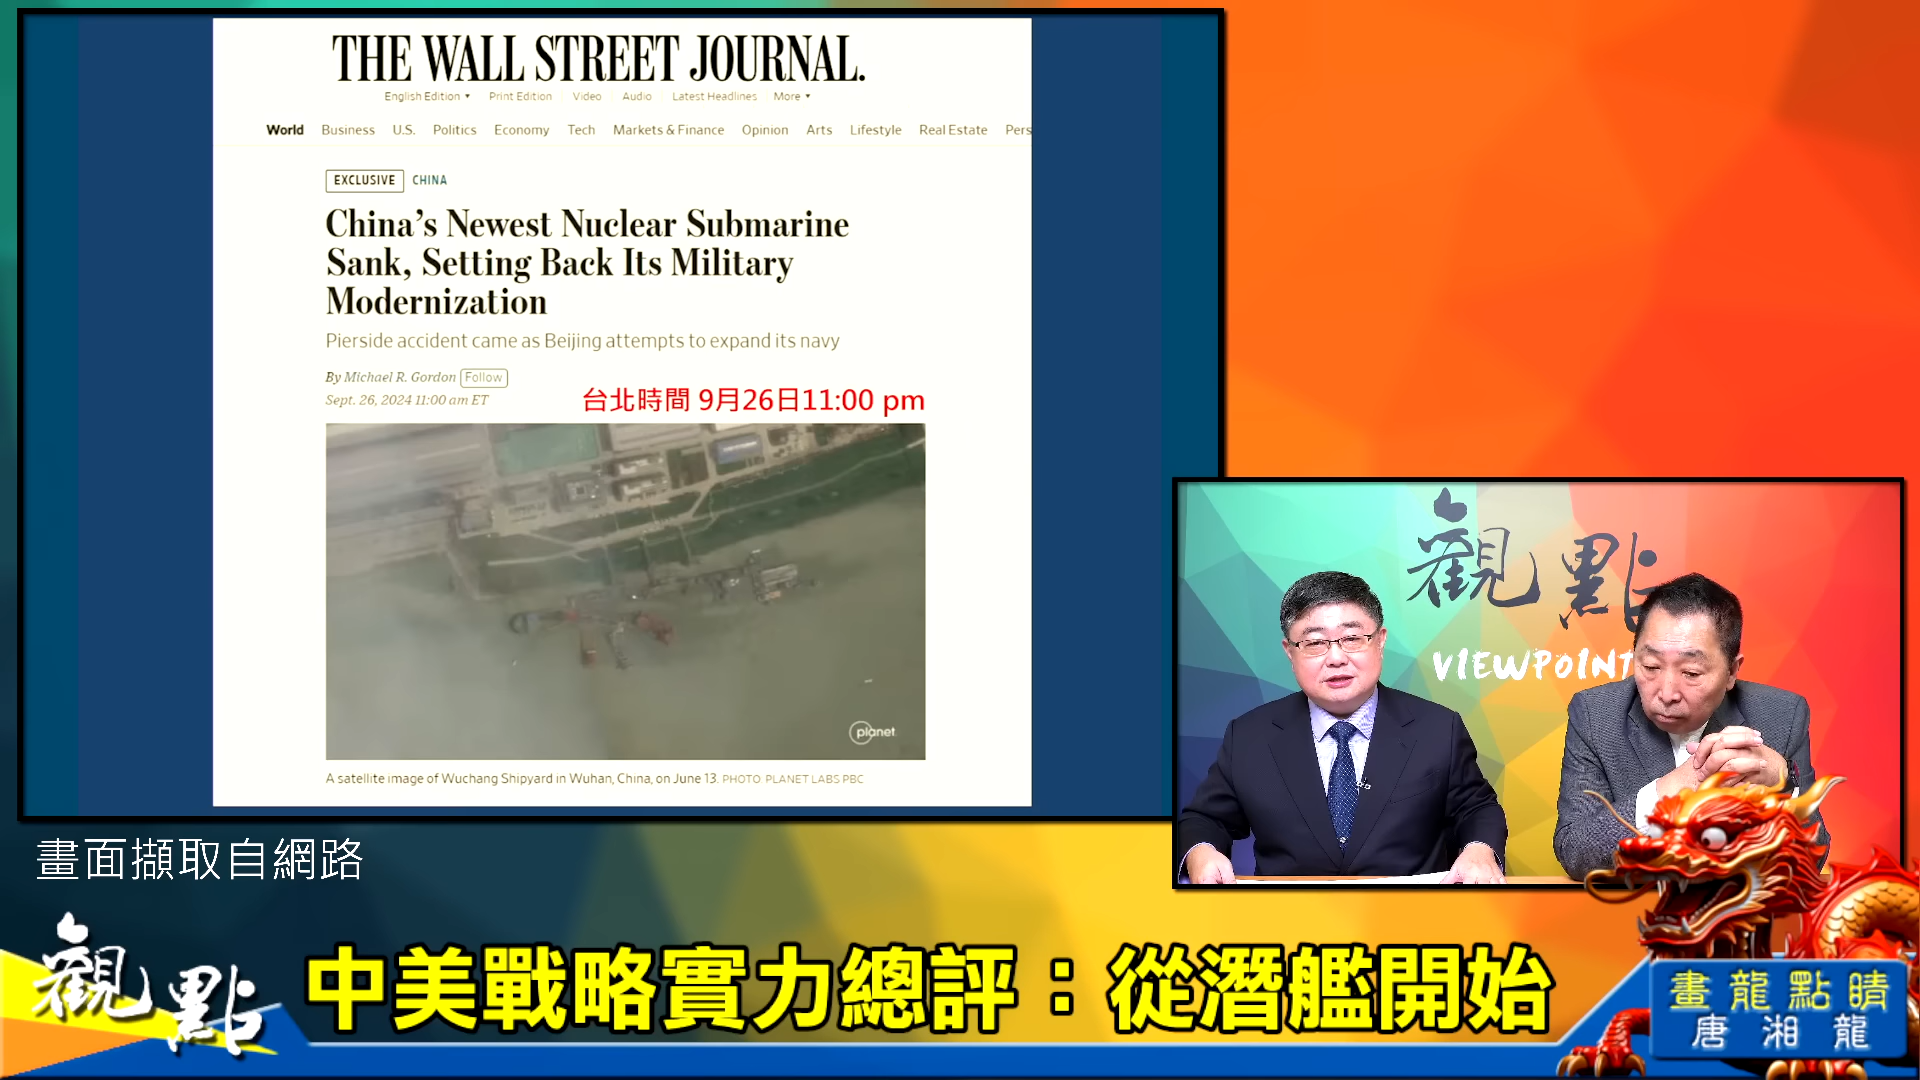 THE WALL STREET JOURNAL.
English Edition Print Edition Video Audio Latest Headlines More
World Business U.S. Politics Economy Tech Markets & Finance Opinion Arts Lifestyle Real Estate Pers
EXCLUSIVE CHINA
China's Newest Nuclear Submarine
Sank, Setting Back Its Military
Modernization
Pierside accident came as Beijing attempts to expand its navy
By Michael R. Gordon Follow
Sept. 26, 2024 11:00 am ET
台北時間 9月26日11:00 pm
planet.
A satellite image of Wuchang Shipyard in Wuhan, China, on June 13. PHOTO: PLANET LABS PBC
觀點
VIEWPOINT
畫面擷取自網路
觀點
中美戰略實力總評：從潛艦開始
畫龍點睛
唐湘龍